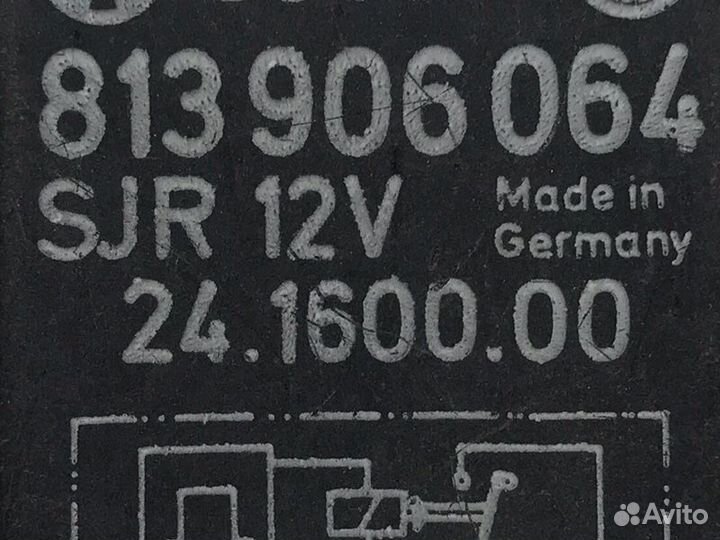 813 906 064
SJR 12V Made in
Germany
24.1600.00
Avito